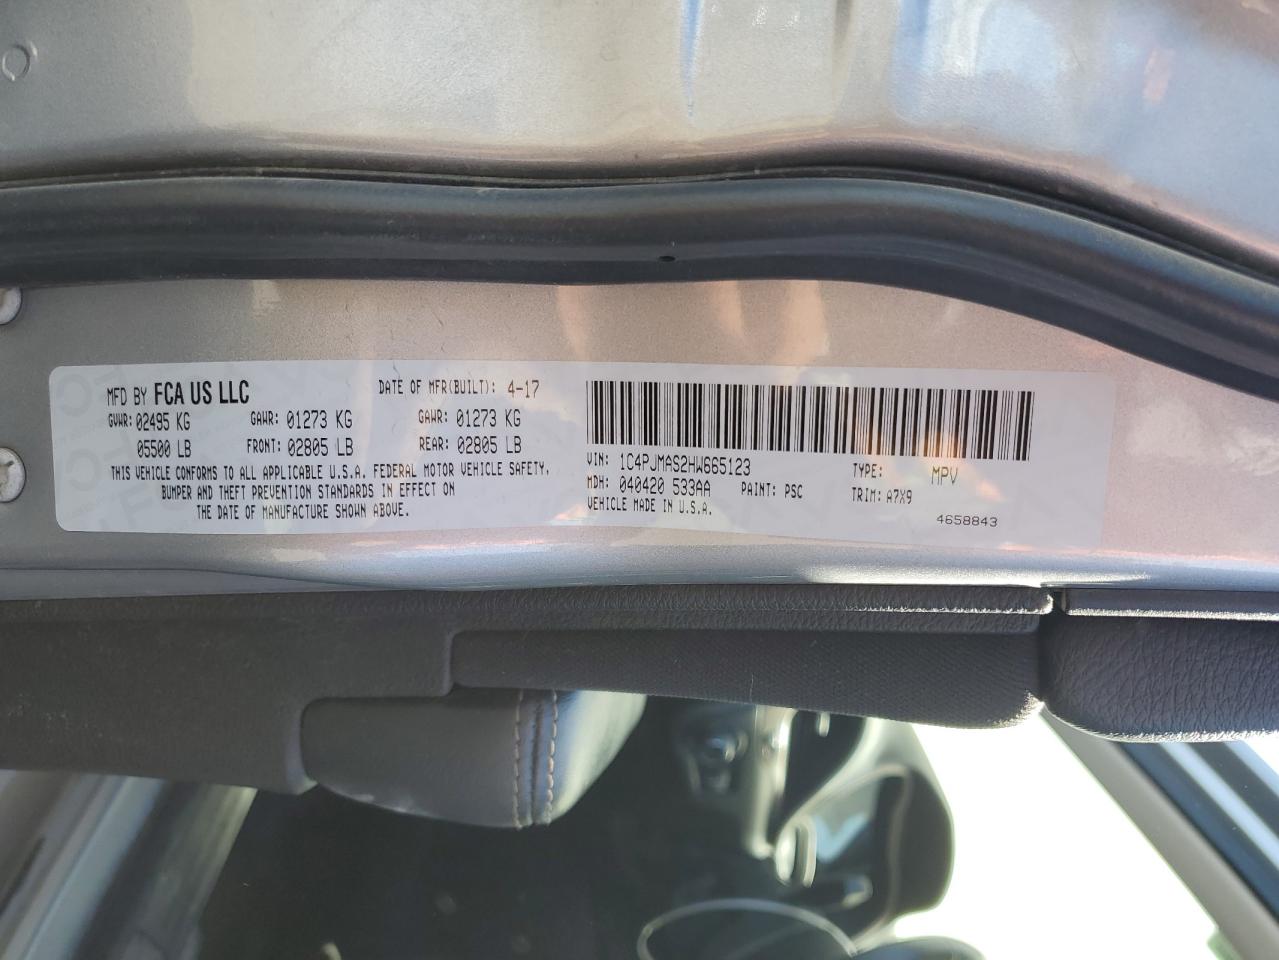 MFD BY FCA US LLC DATE OF MFR(BUILT): 4-17
GVWR: 02495 KG GAWR: 01273 KG GAWR: 01273 KG
05500 LB FRONT: 02805 LB REAR: 02805 LB
THIS VEHICLE CONFORMS TO ALL APPLICABLE U.S.A. FEDERAL MOTOR VEHICLE SAFETY,
BUMPER AND THEFT PREVENTION STANDARDS IN EFFECT ON
THE DATE OF MANUFACTURE SHOWN ABOVE.
VIN: 1C4PJMAS2HW665123 TYPE: MPV
MDH: 040420 533AA PAINT: PSC TRIM: A7X9
VEHICLE MADE IN U.S.A.
4658843